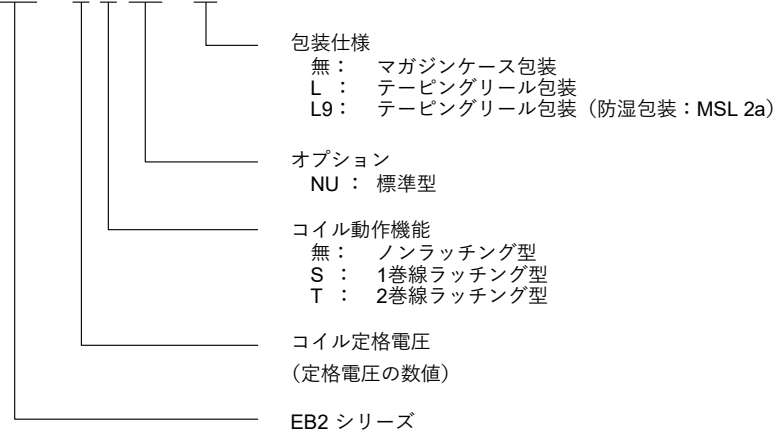 包装仕様
無： マガジンケース包装
L ： テーピングリール包装
L9： テーピングリール包装（防湿包装：MSL 2a）
オプション
NU ： 標準型
コイル動作機能
無： ノンラッチング型
S ： 1巻線ラッチング型
T ： 2巻線ラッチング型
コイル定格電圧
（定格電圧の数値）
EB2 シリーズ